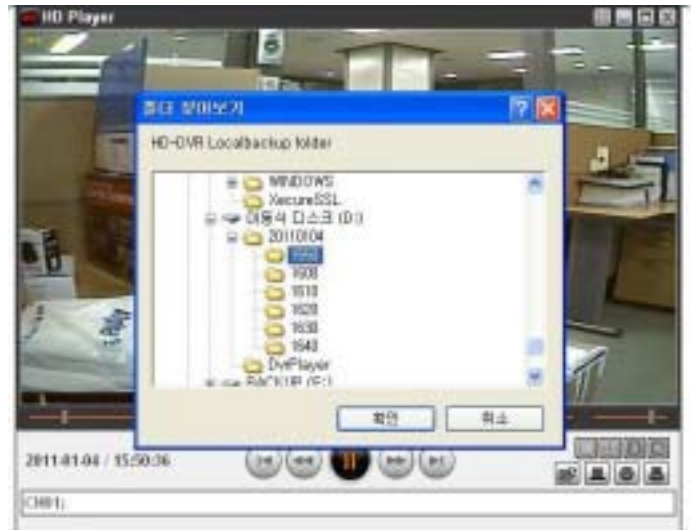 HD Player
폴더 찾아보기
HD-DVR Localbackup folder
WINDOWS
XecureSSL
이동식 디스크 (D:)
20110104
1550
1600
1610
1620
1630
1640
DvrPlayer
BACKUP (E:)
확인
취소
2011-01-04 / 15:50:36
CH01: